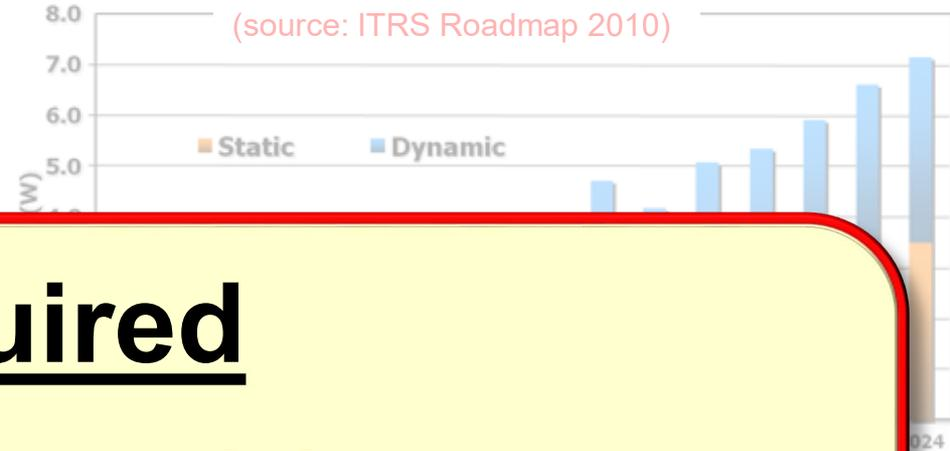 8.0
(source: ITRS Roadmap 2010)
7.0
6.0
Static Dynamic
5.0
(W)
uired
024